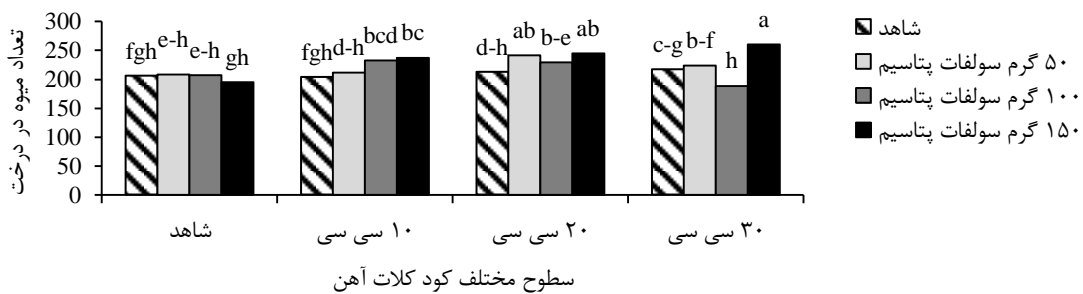 تعداد میوه در درخت
300
250
200
150
100
50
0
fgh e-h e-h gh
fgh d-h bcd bc
d-h ab b-e ab
c-g b-f h a
شاهد
۱۰ سی سی
۲۰ سی سی
۳۰ سی سی
سطوح مختلف کود کلات آهن
شاهد
۵۰ گرم سولفات پتاسیم
۱۰۰ گرم سولفات پتاسیم
۱۵۰ گرم سولفات پتاسیم